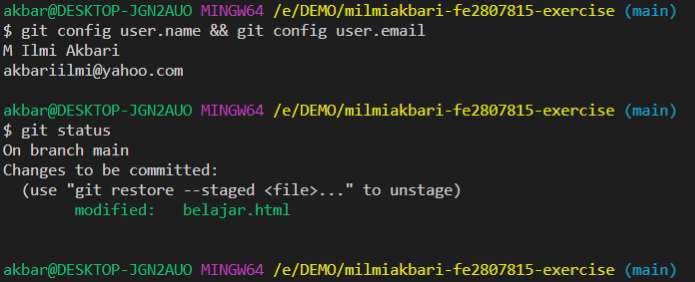 akbar@DESKTOP-JGN2AUO MINGW64 /e/DEMO/milmiakbari-fe2807815-exercise (main)
$ git config user.name && git config user.email
M Ilmi Akbari
akbariilmi@yahoo.com
akbar@DESKTOP-JGN2AUO MINGW64 /e/DEMO/milmiakbari-fe2807815-exercise (main)
$ git status
On branch main
Changes to be committed:
  (use "git restore --staged <file>..." to unstage)
        modified:   belajar.html
akbar@DESKTOP-JGN2AUO MINGW64 /e/DEMO/milmiakbari-fe2807815-exercise (main)